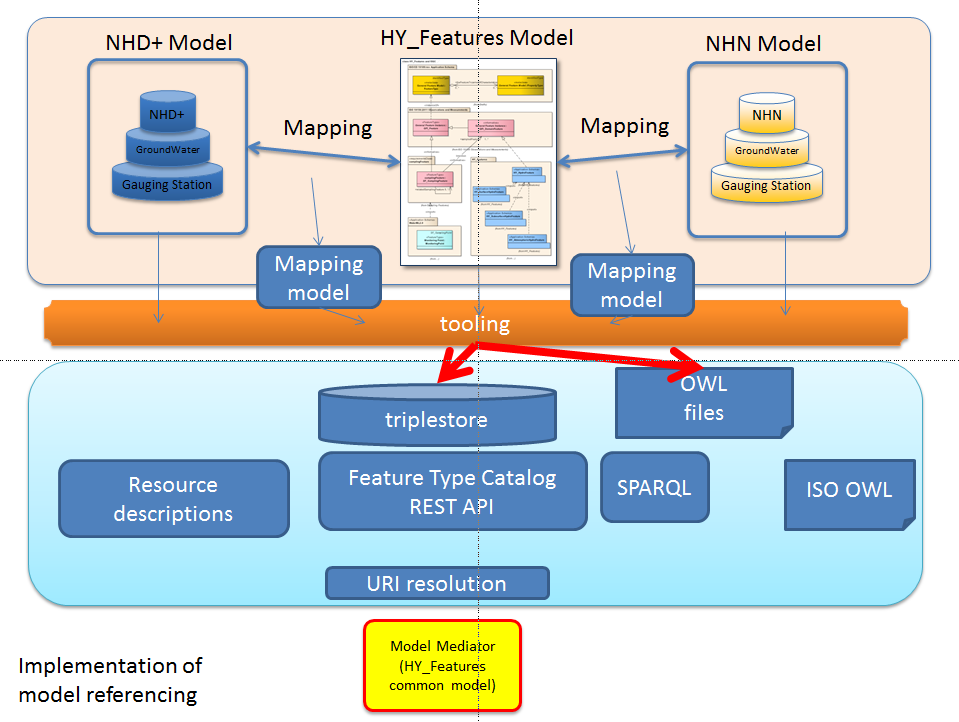 NHD+ Model
HY_Features Model
NHN Model
NHD+
GroundWater
Gauging Station
Mapping
Mapping
NHN
GroundWater
Gauging Station
Mapping
model
Mapping
model
tooling
triplestore
OWL
files
Resource
descriptions
Feature Type Catalog
REST API
SPARQL
ISO OWL
URI resolution
Model Mediator
(HY_Features
common model)
Implementation of
model referencing